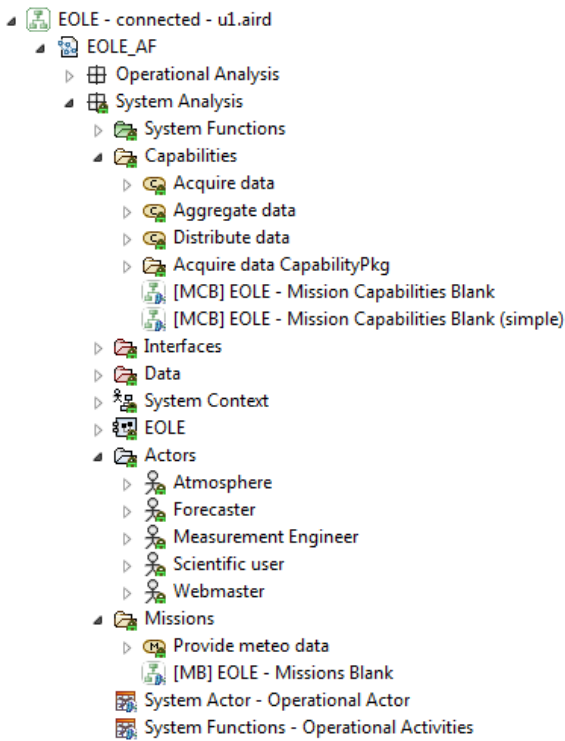 EOLE - connected - u1.aird
EOLE_AF
Operational Analysis
System Analysis
System Functions
Capabilities
Acquire data
Aggregate data
Distribute data
Acquire data CapabilityPkg
[MCB] EOLE - Mission Capabilities Blank
[MCB] EOLE - Mission Capabilities Blank (simple)
Interfaces
Data
System Context
EOLE
Actors
Atmosphere
Forecaster
Measurement Engineer
Scientific user
Webmaster
Missions
Provide meteo data
[MB] EOLE - Missions Blank
System Actor - Operational Actor
System Functions - Operational Activities